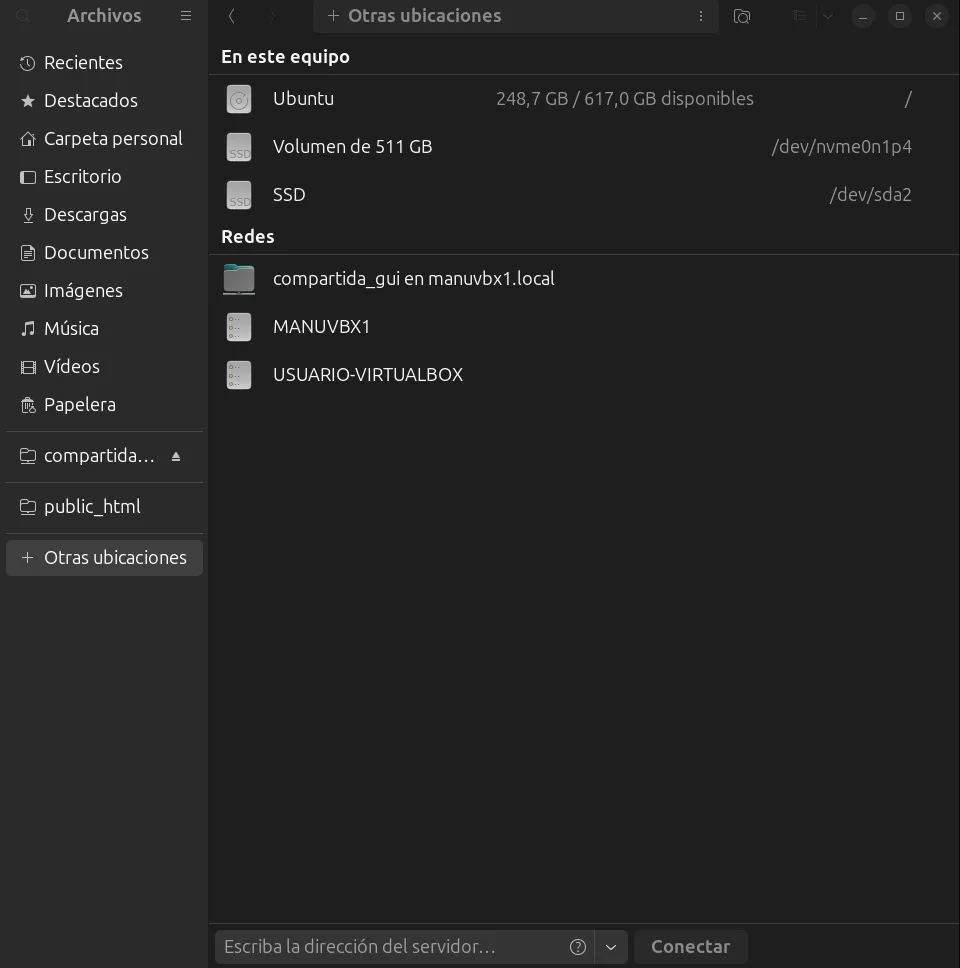 Archivos
Recientes
Destacados
Carpeta personal
Escritorio
Descargas
Documentos
Imágenes
Música
Vídeos
Papelera
compartida...
public_html
+ Otras ubicaciones
+ Otras ubicaciones
En este equipo
Ubuntu 248,7 GB / 617,0 GB disponibles /
SSD Volumen de 511 GB /dev/nvme0n1p4
SSD SSD /dev/sda2
Redes
compartida_gui en manuvbx1.local
MANUVBX1
USUARIO-VIRTUALBOX
Escriba la dirección del servidor... ? Conectar